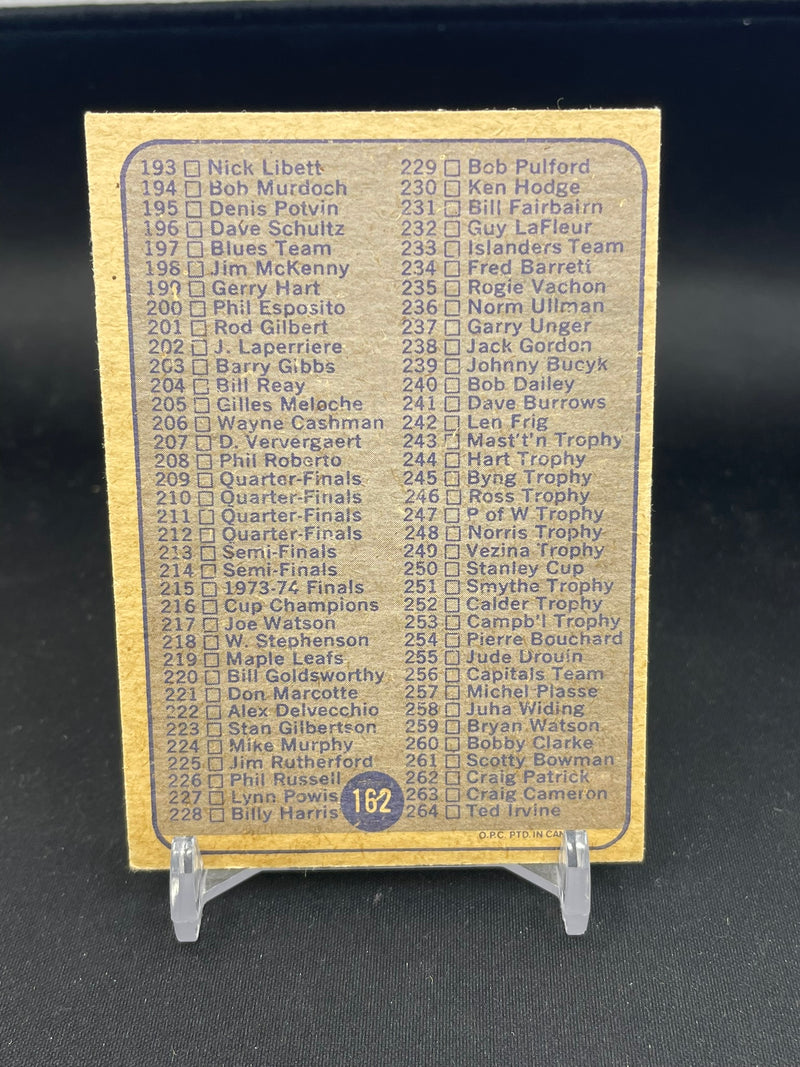 193 Nick Libett
194 Bob Murdoch
195 Denis Potvin
196 Dave Schultz
197 Blues Team
198 Jim McKenny
199 Gerry Hart
200 Phil Esposito
201 Rod Gilbert
202 J. Laperriere
203 Barry Gibbs
204 Bill Reay
205 Gilles Meloche
206 Wayne Cashman
207 D. Ververgaert
208 Phil Roberto
209 Quarter-Finals
210 Quarter-Finals
211 Quarter-Finals
212 Quarter-Finals
213 Semi-Finals
214 Semi-Finals
215 1973-74 Finals
216 Cup Champions
217 Joe Watson
218 W. Stephenson
219 Maple Leafs
220 Bill Goldsworthy
221 Don Marcotte
222 Alex Delvecchio
223 Stan Gilbertson
224 Mike Murphy
225 Jim Rutherford
226 Phil Russell
227 Lynn Powis
228 Billy Harris
229 Bob Pulford
230 Ken Hodge
231 Bill Fairbairn
232 Guy LaFleur
233 Islanders Team
234 Fred Barrett
235 Rogie Vachon
236 Norm Ullman
237 Garry Unger
238 Jack Gordon
239 Johnny Bucyk
240 Bob Dailey
241 Dave Burrows
242 Len Frig
243 Mast't'n Trophy
244 Hart Trophy
245 Byng Trophy
246 Ross Trophy
247 P of W Trophy
248 Norris Trophy
249 Vezina Trophy
250 Stanley Cup
251 Smythe Trophy
252 Calder Trophy
253 Campb'l Trophy
254 Pierre Bouchard
255 Jude Drouin
256 Capitals Team
257 Michel Plasse
258 Juha Widing
259 Bryan Watson
260 Bobby Clarke
261 Scotty Bowman
262 Craig Patrick
263 Craig Cameron
264 Ted Irvine
162
O.P.C. PTD. IN CAN